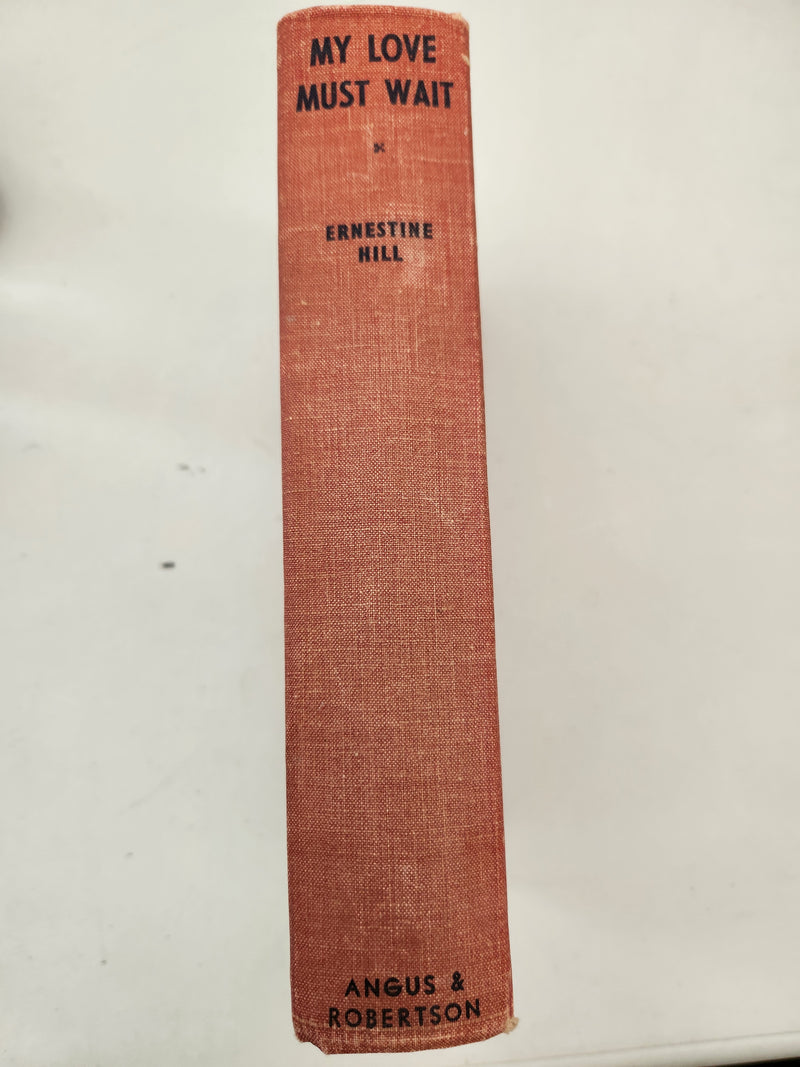 MY LOVE
MUST WAIT
ERNESTINE
HILL
ANGUS &
ROBERTSON